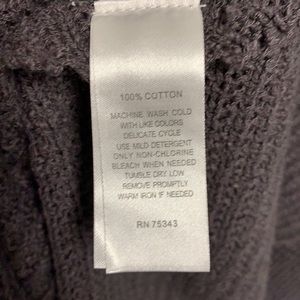 100% COTTON
MACHINE WASH COLD
WITH LIKE COLORS
DELICATE CYCLE
USE MILD DETERGENT
ONLY NON-CHLORINE
BLEACH WHEN NEEDED
TUMBLE DRY LOW
REMOVE PROMPTLY
WARM IRON IF NEEDED
RN 75343